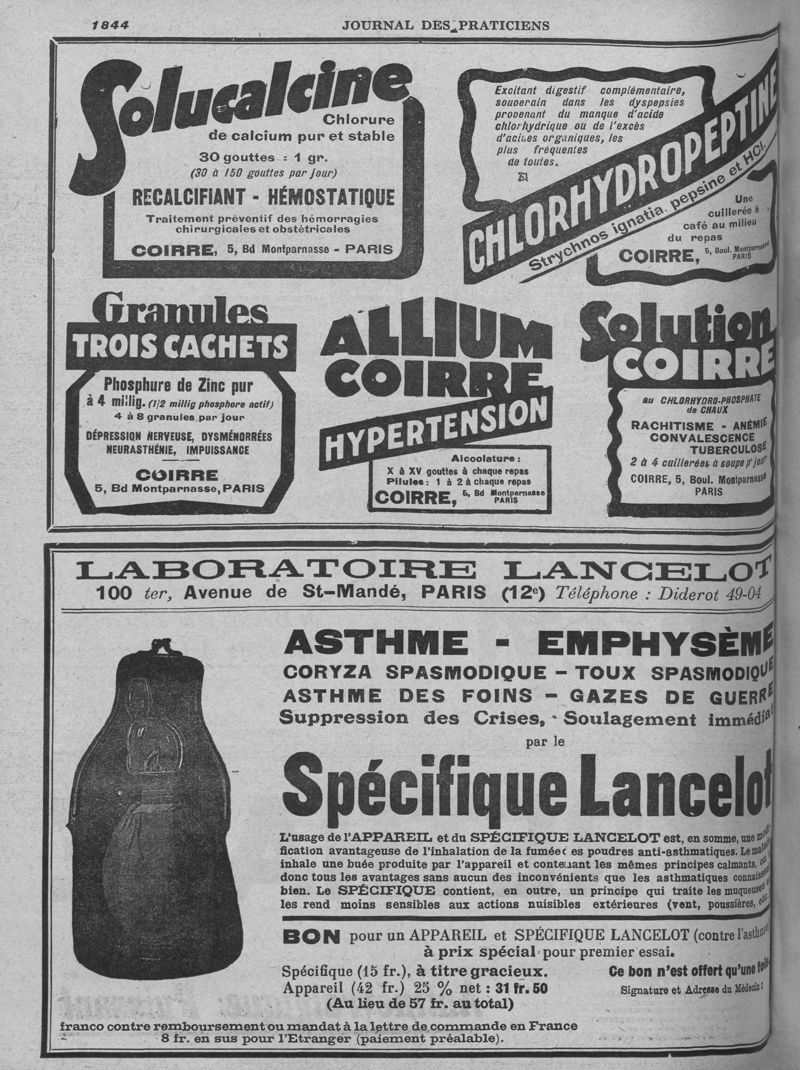 1844
JOURNAL DES PRATICIENS
Solucalcine
Chlorure
de calcium pur et stable
30 gouttes : 1 gr.
(30 à 150 gouttes par jour)
RECALCIFIANT - HÉMOSTATIQUE
Traitement préventif des hémorragies
chirurgicales et obstétricales
COIRRE, 5, Bd Montparnasse - PARIS
Excitant digestif complémentaire,
souverain dans les dyspepsies
provenant du manque d'acide
chlorhydrique ou de l'excès
d'acides organiques, les
plus fréquentes
de toutes.
CHLORHYDROPEPTINE
Strychnos ignatia. pepsine et HCl.
Une
cuillerée à
café au milieu
du repas
COIRRE, 5, Boul. Montparnasse
PARIS
Granules
TROIS CACHETS
Phosphure de Zinc pur
à 4 millig. (1/2 millig phosphore actif)
4 à 8 granules par jour
DÉPRESSION NERVEUSE, DYSMÉNORRÉES
NEURASTHÉNIE, IMPUISSANCE
COIRRE
5, Bd Montparnasse, PARIS
ALLIUM
COIRRE
HYPERTENSION
Alcoolature :
X à XV gouttes à chaque repas
Pilules : 1 à 2 à chaque repas
COIRRE, 5, Bd Montparnasse
PARIS
Solution
COIRRE
au CHLORHYDRO-PHOSPHATE
de CHAUX
RACHITISME - ANÉMIE
CONVALESCENCE
TUBERCULOSE
2 à 4 cuillerées à soupe p' jour
COIRRE, 5, Boul. Montparnasse
PARIS
LABORATOIRE LANCELOT
100 ter, Avenue de St-Mandé, PARIS (12e) Téléphone : Diderot 49-04
ASTHME - EMPHYSÈME
CORYZA SPASMODIQUE - TOUX SPASMODIQUE
ASTHME DES FOINS - GAZES DE GUERRE
Suppression des Crises, - Soulagement immédiat
par le
Spécifique Lancelot
L'usage de l'APPAREIL et du SPÉCIFIQUE LANCELOT est, en somme, une modi-
fication avantageuse de l'inhalation de la fumée des poudres anti-asthmatiques. Le malade
inhale une buée produite par l'appareil et contenant les mêmes principes calmants, ou
donc tous les avantages sans aucun des inconvénients que les asthmatiques connaissent
bien. Le SPÉCIFIQUE contient, en outre, un principe qui traite les muqueuses et
les rend moins sensibles aux actions nuisibles extérieures (vent, poussières, etc.
BON pour un APPAREIL et SPÉCIFIQUE LANCELOT (contre l'asthme)
à prix spécial pour premier essai.
Spécifique (15 fr.), à titre gracieux.
Appareil (42 fr.) 25 % net : 31 fr. 50
(Au lieu de 57 fr. au total)
Ce bon n'est offert qu'une fois
Signature et Adresse du Médecin :
franco contre remboursement ou mandat à la lettre de commande en France
8 fr. en sus pour l'Etranger (paiement préalable).